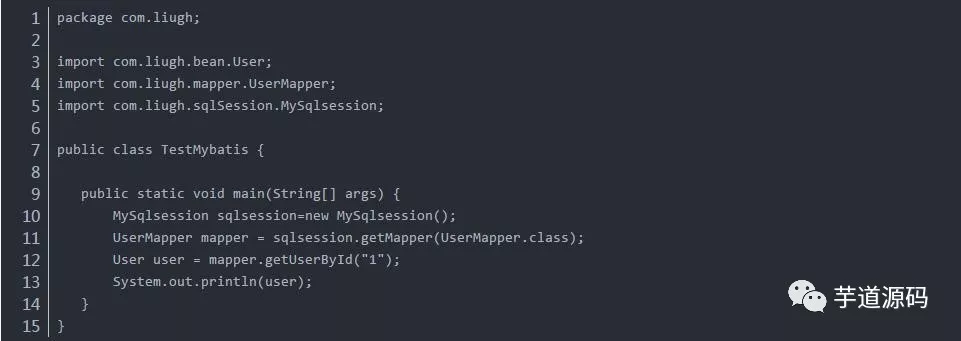 1 package com.liugh;
2
3 import com.liugh.bean.User;
4 import com.liugh.mapper.UserMapper;
5 import com.liugh.sqlSession.MySqlsession;
6
7 public class TestMybatis {
8
9 public static void main(String[] args) {
10 MySqlsession sqlsession=new MySqlsession();
11 UserMapper mapper = sqlsession.getMapper(UserMapper.class);
12 User user = mapper.getUserById("1");
13 System.out.println(user);
14 }
15 }
芋道源码